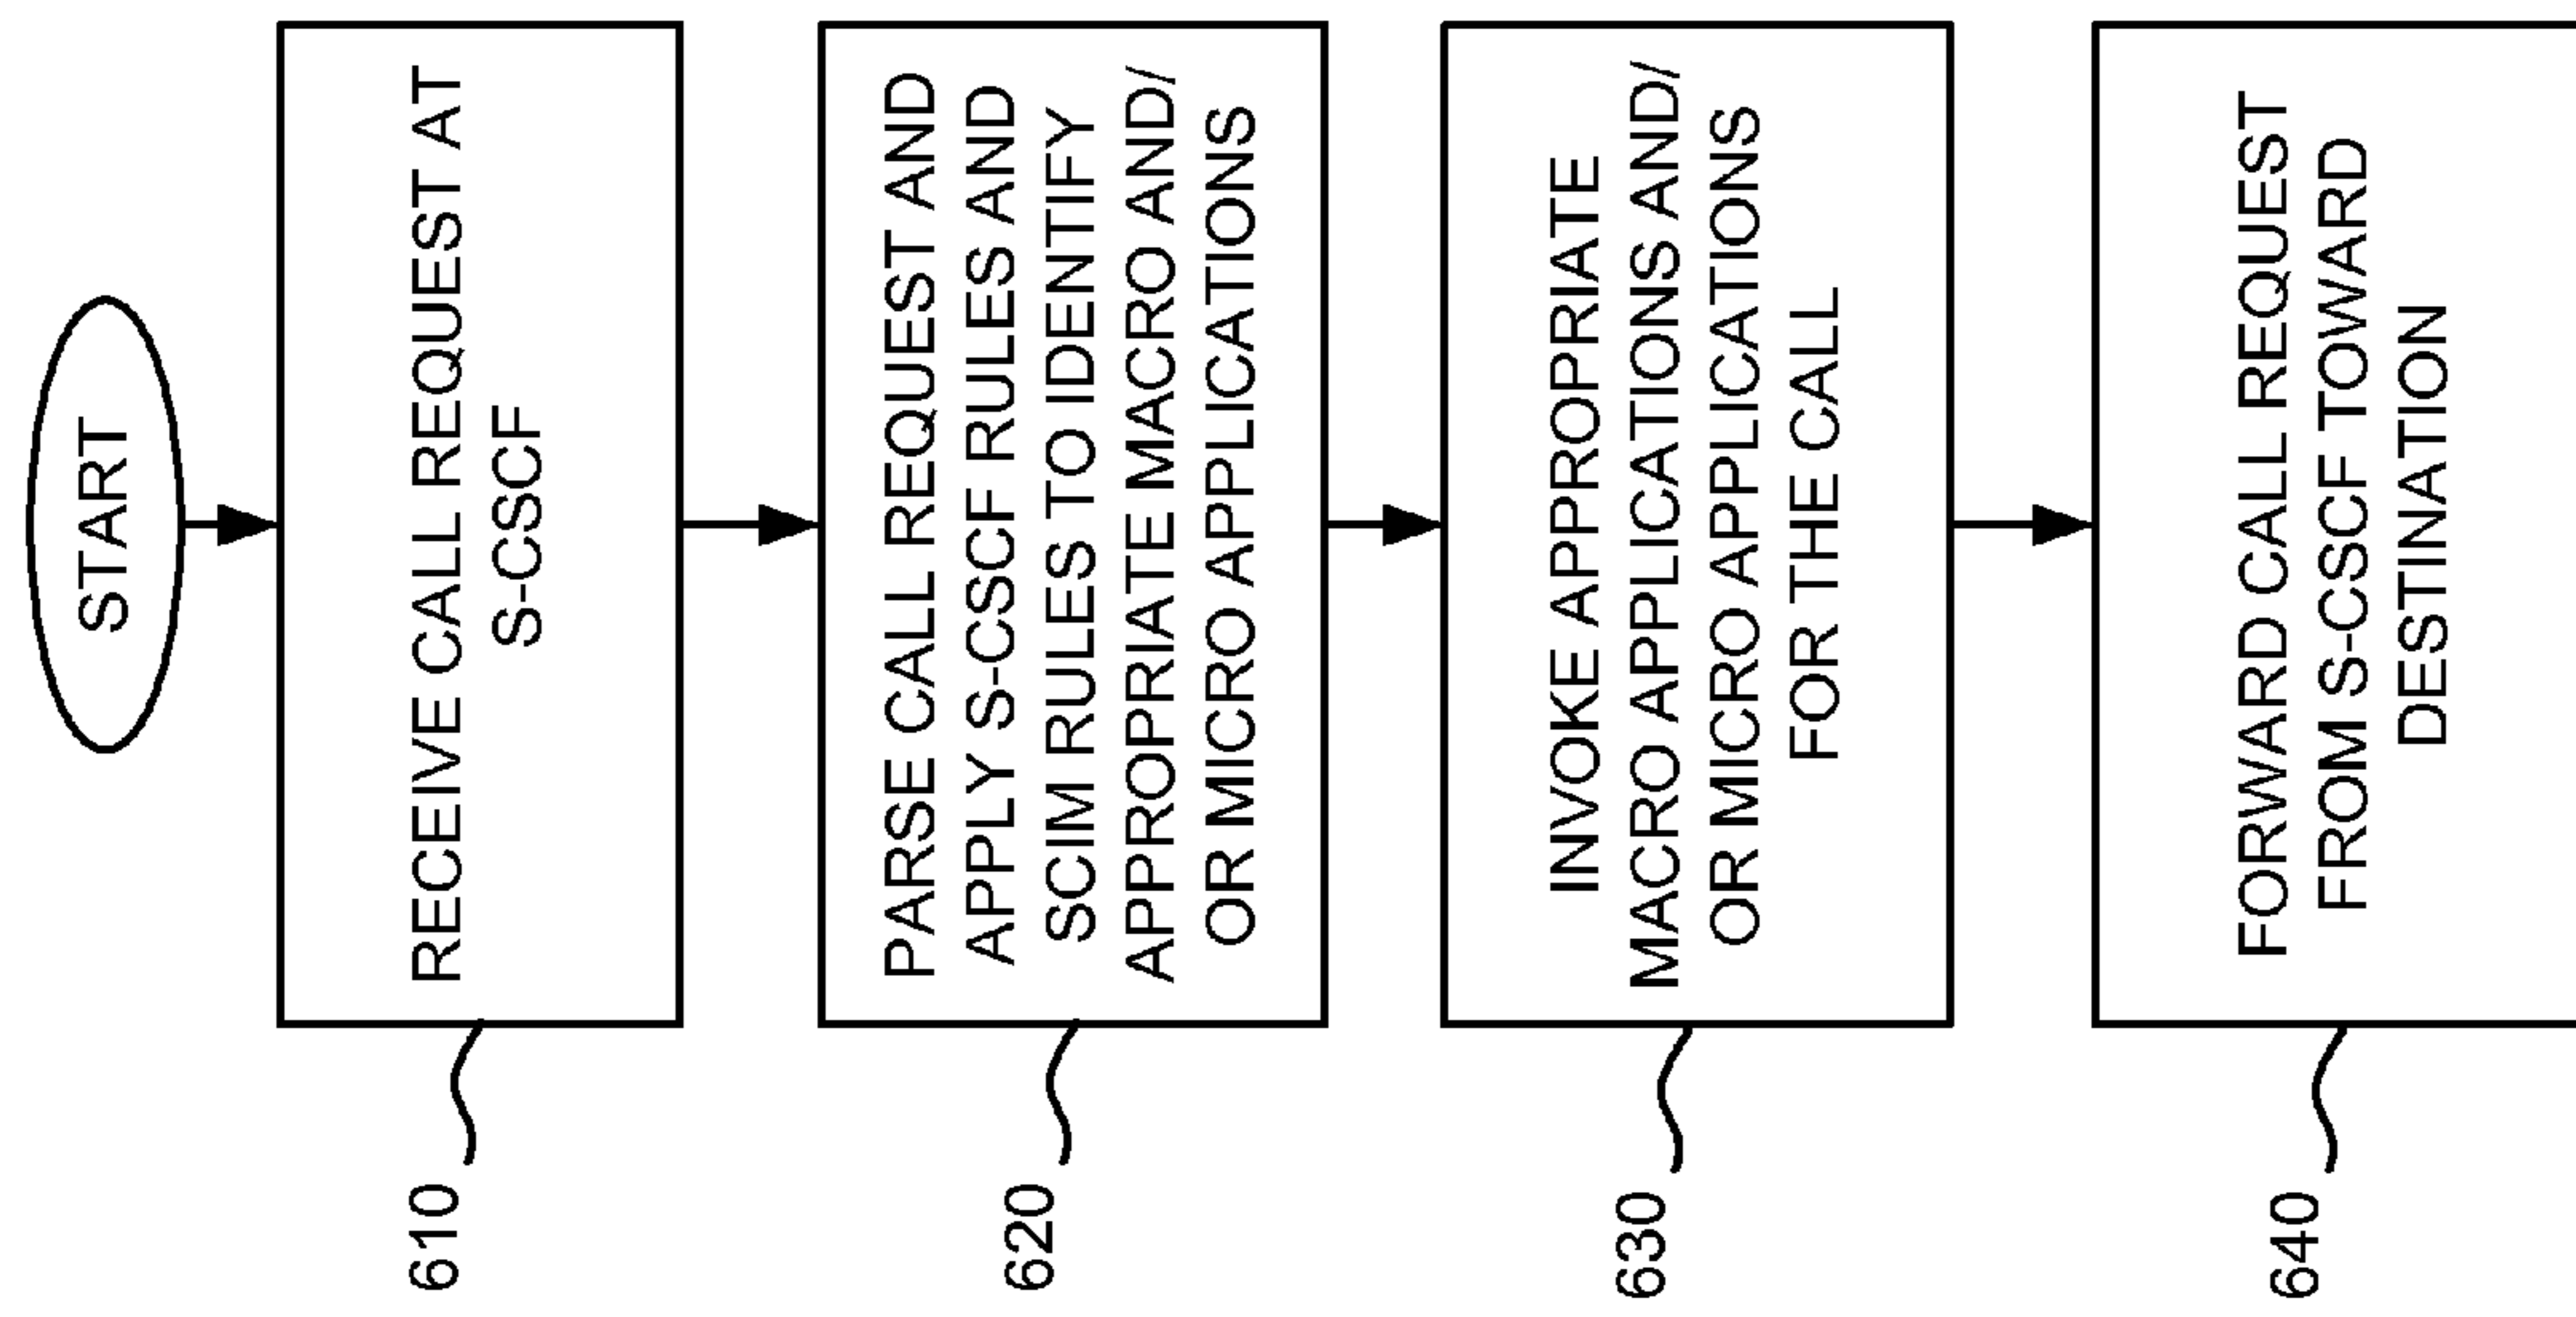 START
610
RECEIVE CALL REQUEST AT
S-CSCF
620
PARSE CALL REQUEST AND
APPLY S-CSCF RULES AND
SCIM RULES TO IDENTIFY
APPROPRIATE MACRO AND/
OR MICRO APPLICATIONS
630
INVOKE APPROPRIATE
MACRO APPLICATIONS AND/
OR MICRO APPLICATIONS
FOR THE CALL
640
FORWARD CALL REQUEST
FROM S-CSCF TOWARD
DESTINATION